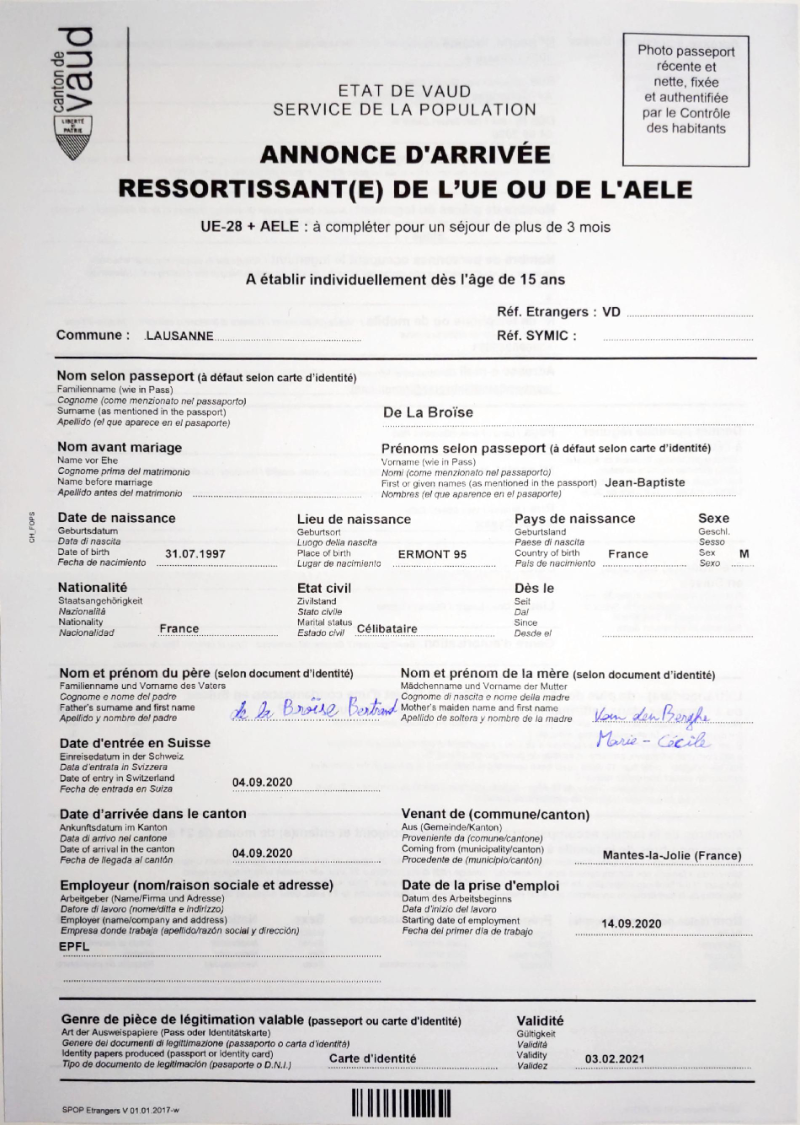 canton de
vaud
LIBERTÉ
ET
PATRIE
Photo passeport
récente et
nette, fixée
et authentifiée
par le Contrôle
des habitants
ETAT DE VAUD
SERVICE DE LA POPULATION
ANNONCE D'ARRIVÉE
RESSORTISSANT(E) DE L'UE OU DE L'AELE
UE-28 + AELE : à compléter pour un séjour de plus de 3 mois
A établir individuellement dès l'âge de 15 ans
Réf. Etrangers : VD
Commune : LAUSANNE
Réf. SYMIC :
Nom selon passeport (à défaut selon carte d'identité)
Familienname (wie in Pass)
Cognome (come menzionato nel passaporto)
Surname (as mentioned in the passport)
Apellido (el que aparece en el pasaporte)
De La Broïse
Nom avant mariage
Name vor Ehe
Cognome prima del matrimonio
Name before marriage
Apellido antes del matrimonio
Prénoms selon passeport (à défaut selon carte d'identité)
Vorname (wie in Pass)
Nomi (come menzionato nel passaporto)
First or given names (as mentioned in the passport) Jean-Baptiste
Nombres (el que aparence en el pasaporte)
Date de naissance
Geburtsdatum
Data di nascita
Date of birth 31.07.1997
Fecha de nacimiento
Lieu de naissance
Geburtsort
Luogo della nascita
Place of birth ERMONT 95
Lugar de nacimiento
Pays de naissance
Geburtsland
Paese di nascita
Country of birth France
País de nacimiento
Sexe
Geschl.
Sesso
Sex M
Sexo
CH_POPS
Nationalité
Staatsangehörigkeit
Nazionalità
Nationality
Nacionalidad France
Etat civil
Zivilstand
Stato civile
Marital status Célibataire
Estado civil
Dès le
Seit
Dal
Since
Desde el
Nom et prénom du père (selon document d'identité)
Familienname und Vorname des Vaters
Cognome e nome del padre
Father's surname and first name de la Broïse Bertrand
Apellido y nombre del padre
Nom et prénom de la mère (selon document d'identité)
Mädchenname und Vorname der Mutter
Cognome di nascita e nome della madre
Mother's maiden name and first name
Apellido de soltera y nombre de la madre Van den Berghe
Marie - Cécile
Date d'entrée en Suisse
Einreisedatum in der Schweiz
Data d'entrata in Svizzera
Date of entry in Switzerland 04.09.2020
Fecha de entrada en Suiza
Date d'arrivée dans le canton
Ankunftsdatum im Kanton
Data di arrivo nel cantone
Date of arrival in the canton 04.09.2020
Fecha de llegada al cantón
Venant de (commune/canton)
Aus (Gemeinde/Kanton)
Proveniente da (comune/cantone)
Coming from (municipality/canton) Mantes-la-Jolie (France)
Procedente de (municipio/cantón)
Employeur (nom/raison sociale et adresse)
Arbeitgeber (Name/Firma und Adresse)
Datore di lavoro (nome/ditta e indirizzo)
Employer (name/company and address)
Empresa donde trabaja (apellido/razón social y dirección)
EPFL
Date de la prise d'emploi
Datum des Arbeitsbeginns
Data d'inizio del lavoro
Starting date of employment 14.09.2020
Fecha del primer día de trabajo
Genre de pièce de légitimation valable (passeport ou carte d'identité)
Art der Ausweispapiere (Pass oder Identitätskarte)
Genere dei documenti di legittimazione (passaporto o carta d'identità)
Identity papers produced (passport or identity card) Carte d'identité
Tipo de documento de legimación (pasaporte o D.N.I.)
Validité
Gültigkeit
Validità
Validity 03.02.2021
Validez
SPOP Etrangers V 01.01.2017-w